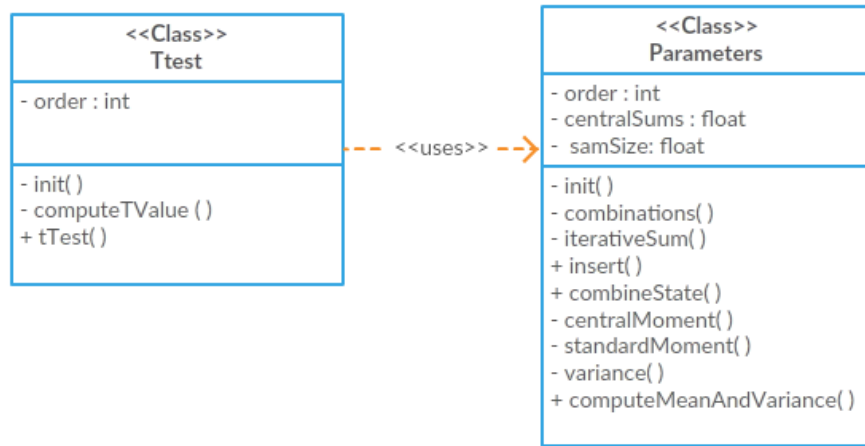 <<Class>>
Ttest
- order : int
- init( )
- computeTValue ( )
+ tTest( )
<<uses>>
<<Class>>
Parameters
- order : int
- centralSums : float
- samSize: float
- init( )
- combinations( )
- iterativeSum( )
+ insert( )
+ combineState( )
- centralMoment( )
- standardMoment( )
- variance( )
+ computeMeanAndVariance( )